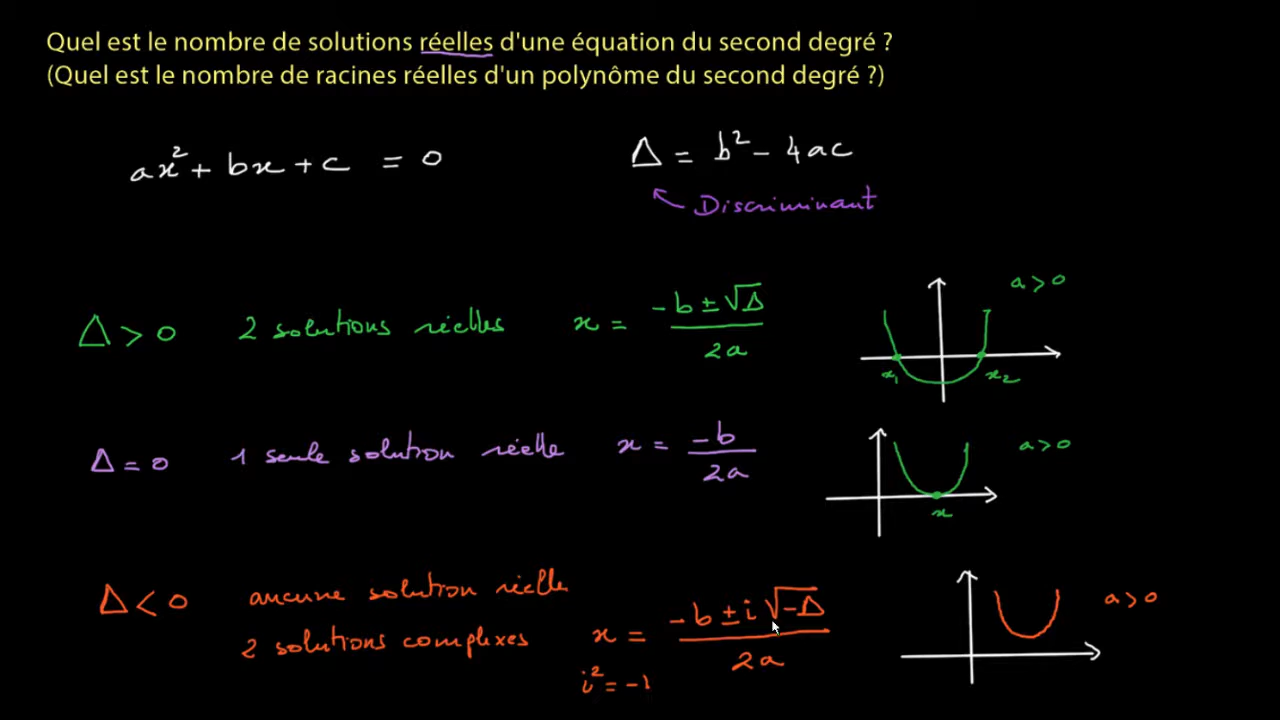 Quel est le nombre de solutions réelles d'une équation du second degré ?
(Quel est le nombre de racines réelles d'un polynôme du second degré ?)
ax² + bx + c = 0
Δ = b² - 4ac
Discriminant
Δ > 0 2 solutions réelles x = (-b ± √Δ) / 2a
a > 0
x₁ x₂
Δ = 0 1 seule solution réelle x = -b / 2a
a > 0
x
Δ < 0 aucune solution réelle
2 solutions complexes x = (-b ± i √-Δ) / 2a
i² = -1
a > 0